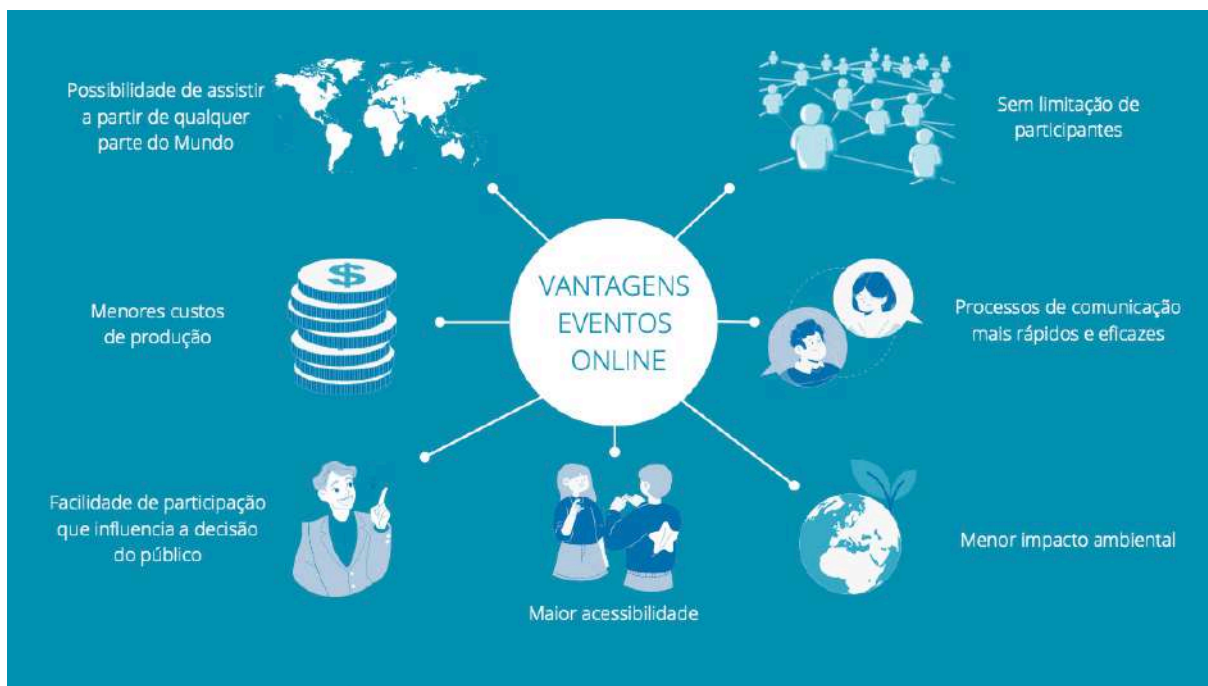 Possibilidade de assistir
a partir de qualquer
parte do Mundo
Sem limitação de
participantes
VANTAGENS
EVENTOS
ONLINE
Menores custos
de produção
$
Processos de comunicação
mais rápidos e eficazes
Facilidade de participação
que influencia a decisão
do público
Maior acessibilidade
Menor impacto ambiental